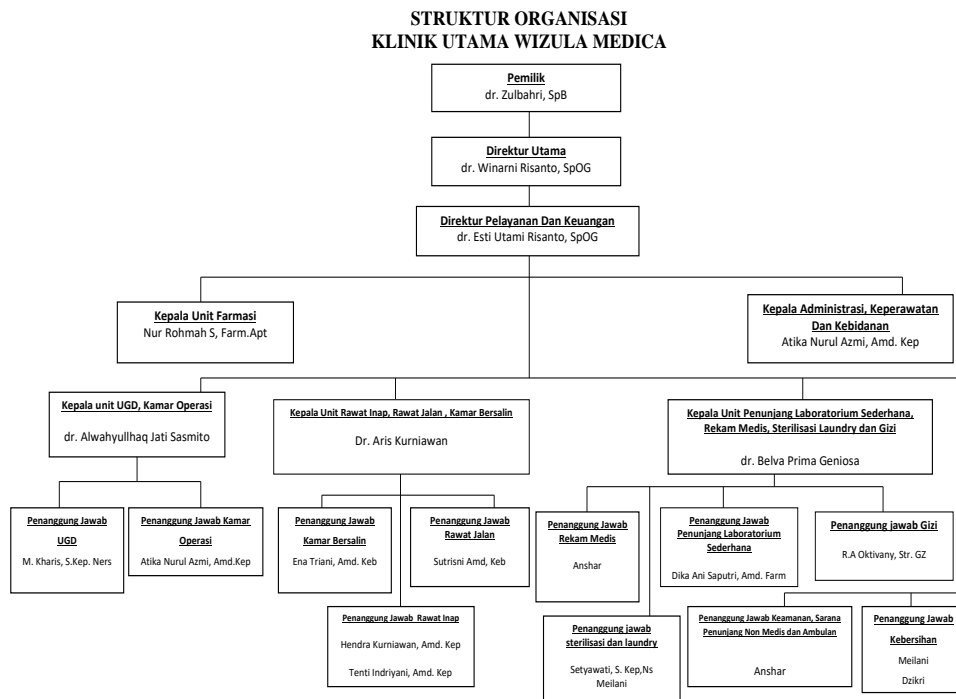 STRUKTUR ORGANISASI
KLINIK UTAMA WIZULA MEDICA
Pemilik
dr. Zulbahri, SpB
Direktur Utama
dr. Winarni Risanto, SpOG
Direktur Pelayanan Dan Keuangan
dr. Esti Utami Risanto, SpOG
Kepala Unit Farmasi
Nur Rohmah S, Farm.Apt
Kepala Administrasi, Keperawatan
Dan Kebidanan
Atika Nurul Azmi, Amd. Kep
Kepala unit UGD, Kamar Operasi
dr. Alwahyullhaq Jati Sasmito
Kepala Unit Rawat Inap, Rawat Jalan , Kamar Bersalin
Dr. Aris Kurniawan
Kepala Unit Penunjang Laboratorium Sederhana,
Rekam Medis, Sterilisasi Laundry dan Gizi
dr. Belva Prima Geniosa
Penanggung Jawab
UGD
M. Kharis, S.Kep. Ners
Penanggung Jawab Kamar
Operasi
Atika Nurul Azmi, Amd.Kep
Penanggung Jawab
Kamar Bersalin
Ena Triani, Amd. Keb
Penanggung Jawab
Rawat Jalan
Sutrisni Amd, Keb
Penanggung Jawab
Rekam Medis
Anshar
Penanggung Jawab
Penunjang Laboratorium
Sederhana
Dika Ani Saputri, Amd. Farm
Penanggung jawab Gizi
R.A Oktivany, Str. GZ
Penanggung Jawab Rawat Inap
Hendra Kurniawan, Amd. Kep
Tenti Indriyani, Amd. Kep
Penanggung jawab
sterilisasi dan laundry
Setyawati, S. Kep,Ns
Meilani
Penanggung Jawab Keamanan, Sarana
Penunjang Non Medis dan Ambulan
Anshar
Penanggung Jawab
Kebersihan
Meilani
Dzikri